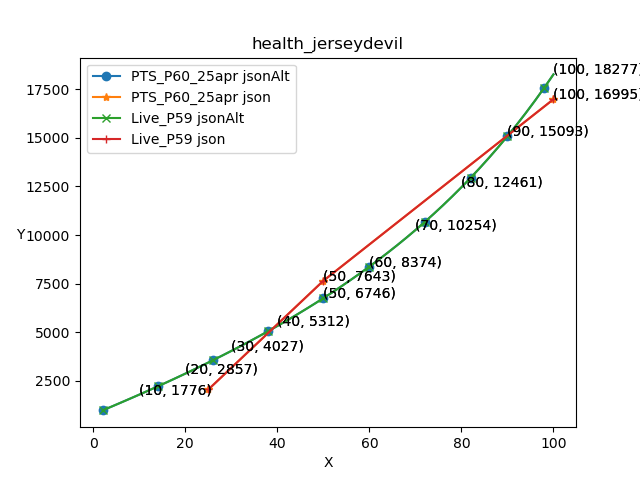 health_jerseydevil
PTS_P60_25apr jsonAlt
PTS_P60_25apr json
Live_P59 jsonAlt
Live_P59 json
(100, 18277)
(100, 16995)
(90, 15093)
(80, 12461)
(70, 10254)
(60, 8374)
(50, 7643)
(50, 6746)
(40, 5312)
(30, 4027)
(20, 2857)
(10, 1776)
17500
15000
12500
10000
7500
5000
2500
Y
0 20 40 60 80 100
X